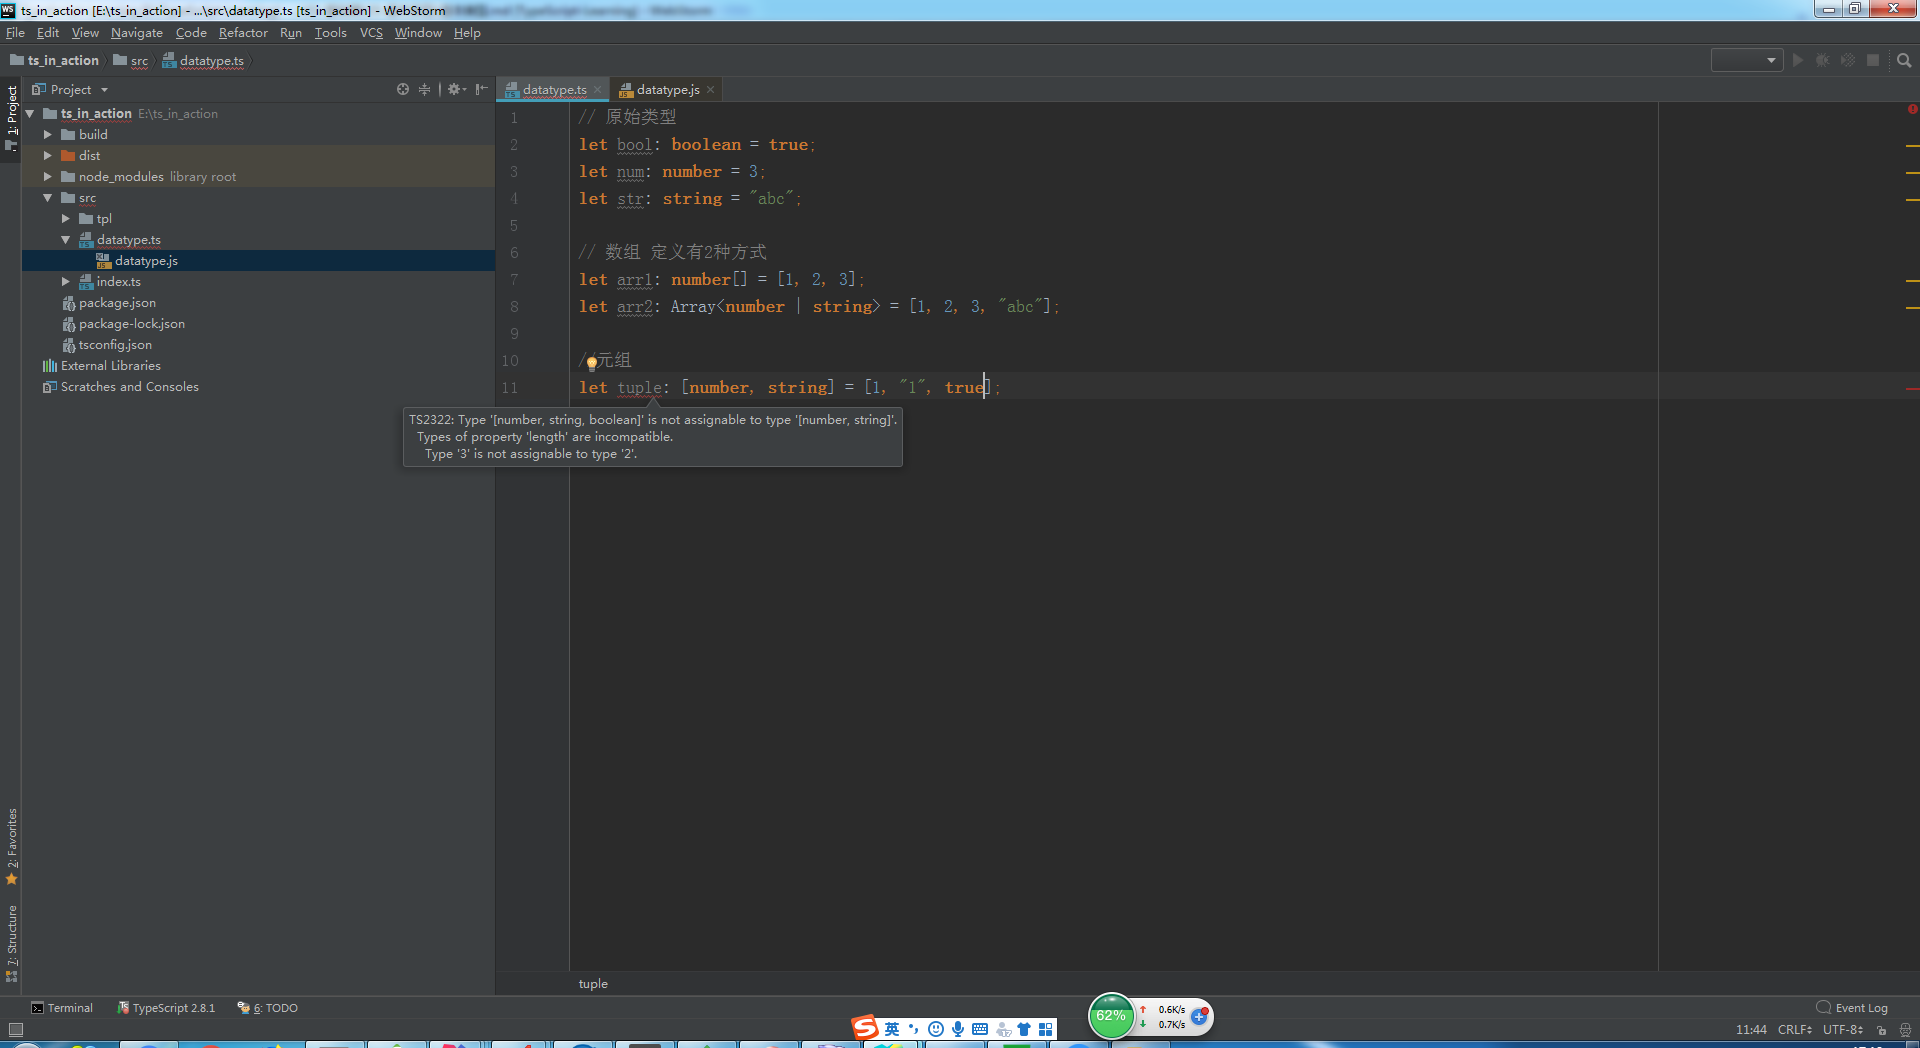 ts_in_action [E:\ts_in_action] - ...\src\datatype.ts [ts_in_action] - WebStorm
File Edit View Navigate Code Refactor Run Tools VCS Window Help
ts_in_action src datatype.ts
1: Project
Project
datatype.ts
datatype.js
ts_in_action E:\ts_in_action
build
dist
node_modules library root
src
tpl
datatype.ts
datatype.js
index.ts
package.json
package-lock.json
tsconfig.json
External Libraries
Scratches and Consoles
1 // 原始类型
2 let bool: boolean = true;
3 let num: number = 3;
4 let str: string = "abc";
5
6 // 数组 定义有2种方式
7 let arr1: number[] = [1, 2, 3];
8 let arr2: Array<number | string> = [1, 2, 3, "abc"];
9
10 //元组
11 let tuple: [number, string] = [1, "1", true];
TS2322: Type '[number, string, boolean]' is not assignable to type '[number, string]'.
Types of property 'length' are incompatible.
Type '3' is not assignable to type '2'.
2: Favorites
7: Structure
tuple
Terminal TypeScript 2.8.1 6: TODO
Event Log
英
62% 0.6K/s
0.7K/s
11:44 CRLF UTF-8